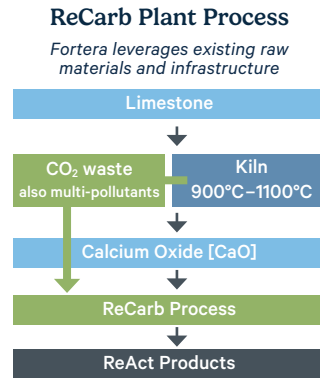 ReCarb Plant Process
Fortera leverages existing raw
materials and infrastructure
Limestone
CO₂ waste
also multi-pollutants
Kiln
900°C–1100°C
Calcium Oxide [CaO]
ReCarb Process
ReAct Products